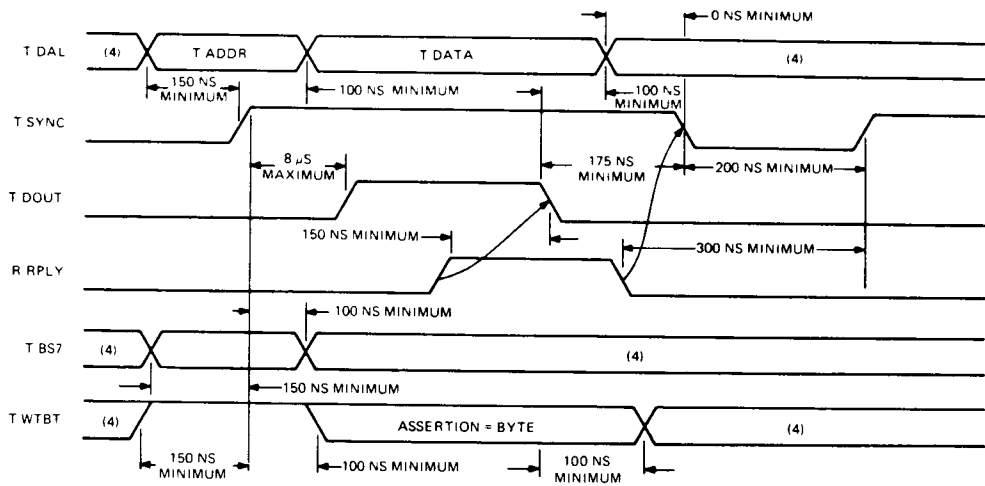 0 NS MINIMUM
T DAL (4) T ADDR T DATA (4)
150 NS MINIMUM
100 NS MINIMUM
100 NS MINIMUM
T SYNC
8 µS MAXIMUM
175 NS MINIMUM
200 NS MINIMUM
T DOUT
150 NS MINIMUM
300 NS MINIMUM
R RPLY
100 NS MINIMUM
T BS7 (4) (4)
150 NS MINIMUM
T WTBT (4) ASSERTION = BYTE (4)
150 NS MINIMUM
100 NS MINIMUM
100 NS MINIMUM